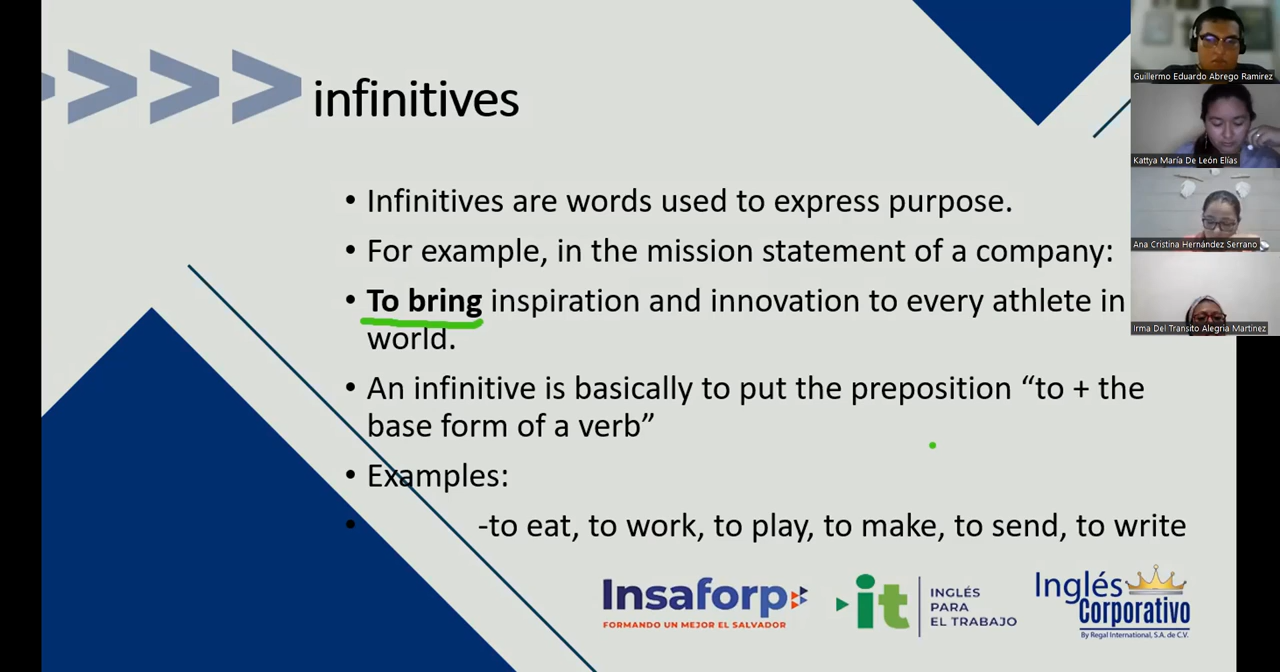 infinitives
• Infinitives are words used to express purpose.
• For example, in the mission statement of a company:
• To bring inspiration and innovation to every athlete in
world.
• An infinitive is basically to put the preposition “to + the
base form of a verb”
• Examples:
• -to eat, to work, to play, to make, to send, to write
Insaforp
FORMANDO UN MEJOR EL SALVADOR
it
INGLÉS
PARA
EL TRABAJO
Inglés
Corporativo
By Regal International, S.A. de C.V.
Guillermo Eduardo Abrego Ramirez
Kattya María De León Elías
Ana Cristina Hernández Serrano
Irma Del Transito Alegria Martinez